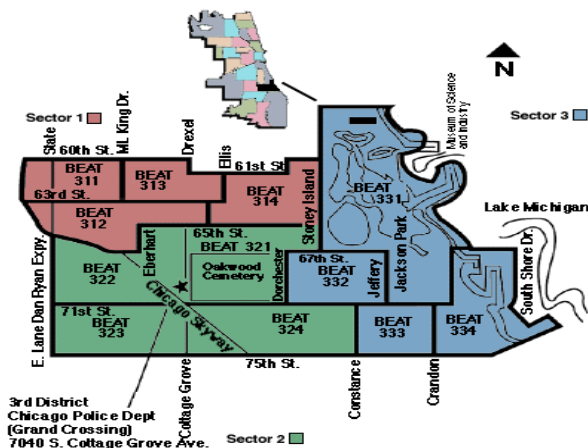 N
Sector 1
Sector 3
State
ML King Dr.
Drexel
Ellis
Museum of Science
and Industry
60th St.
61st St.
BEAT
311
BEAT
313
BEAT
314
63rd St.
BEAT
312
Stoney Island
BEAT
331
Jackson Park
Lake Michigan
South Shore Dr.
65th St.
BEAT 321
Eberhart
BEAT
322
Oakwood
Cemetery
Dorchester
67th St.
BEAT
332
Jeffery
E. Lane Dan Ryan Expy.
Chicago Skyway
71st St.
BEAT
323
BEAT
324
BEAT
333
BEAT
334
75th St.
Cottage Grove
Constance
Crandon
3rd District
Chicago Police Dept
(Grand Crossing)
7040 S. Cottage Grove Ave.
Sector 2